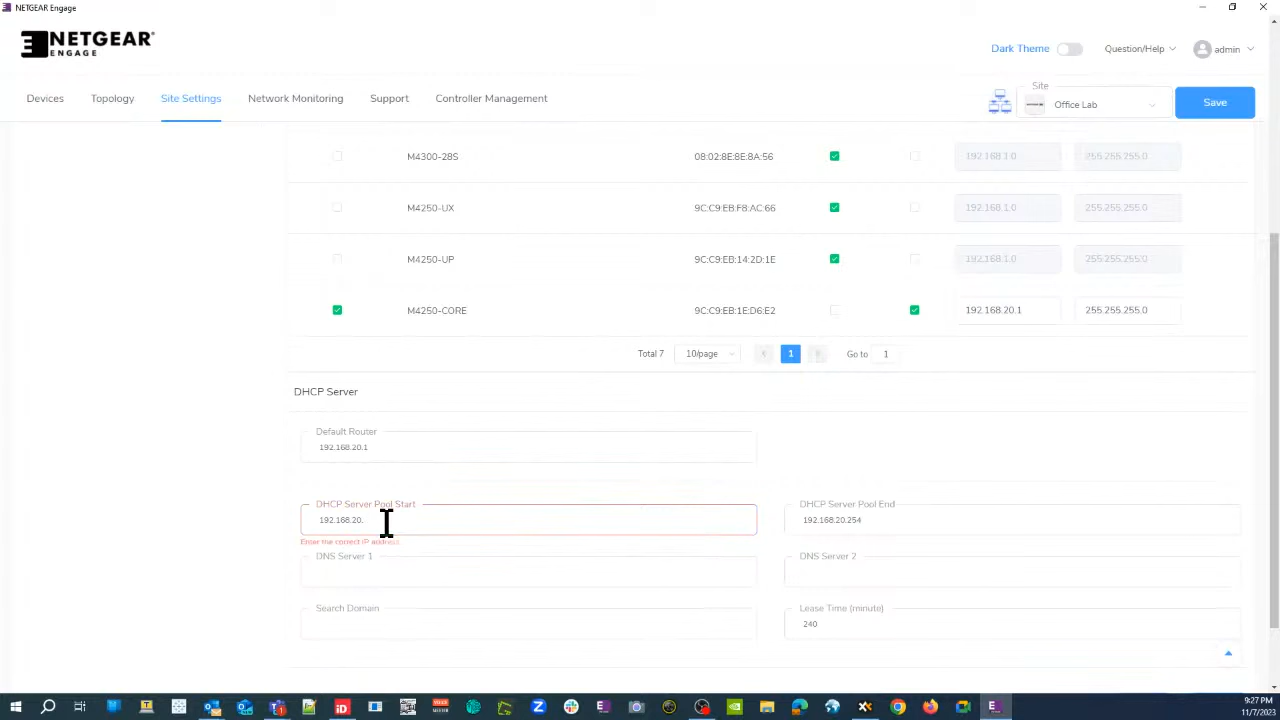 NETGEAR Engage
NETGEAR®
ENGAGE
Dark Theme
Question/Help
admin
Devices
Topology
Site Settings
Network Monitoring
Support
Controller Management
Site
Office Lab
Save
M4300-28S 08:02:8E:8E:8A:56 192.168.1.0 255.255.255.0
M4250-UX 9C:C9:EB:F8:AC:66 192.168.1.0 255.255.255.0
M4250-UP 9C:C9:EB:14:2D:1E 192.168.1.0 255.255.255.0
M4250-CORE 9C:C9:EB:1E:D6:E2 192.168.20.1 255.255.255.0
Total 7 10/page 1 Go to 1
DHCP Server
Default Router
192.168.20.1
DHCP Server Pool Start
192.168.20.
Enter the correct IP address
DHCP Server Pool End
192.168.20.254
DNS Server 1
DNS Server 2
Search Domain
Lease Time (minute)
240
9:27 PM
11/7/2023